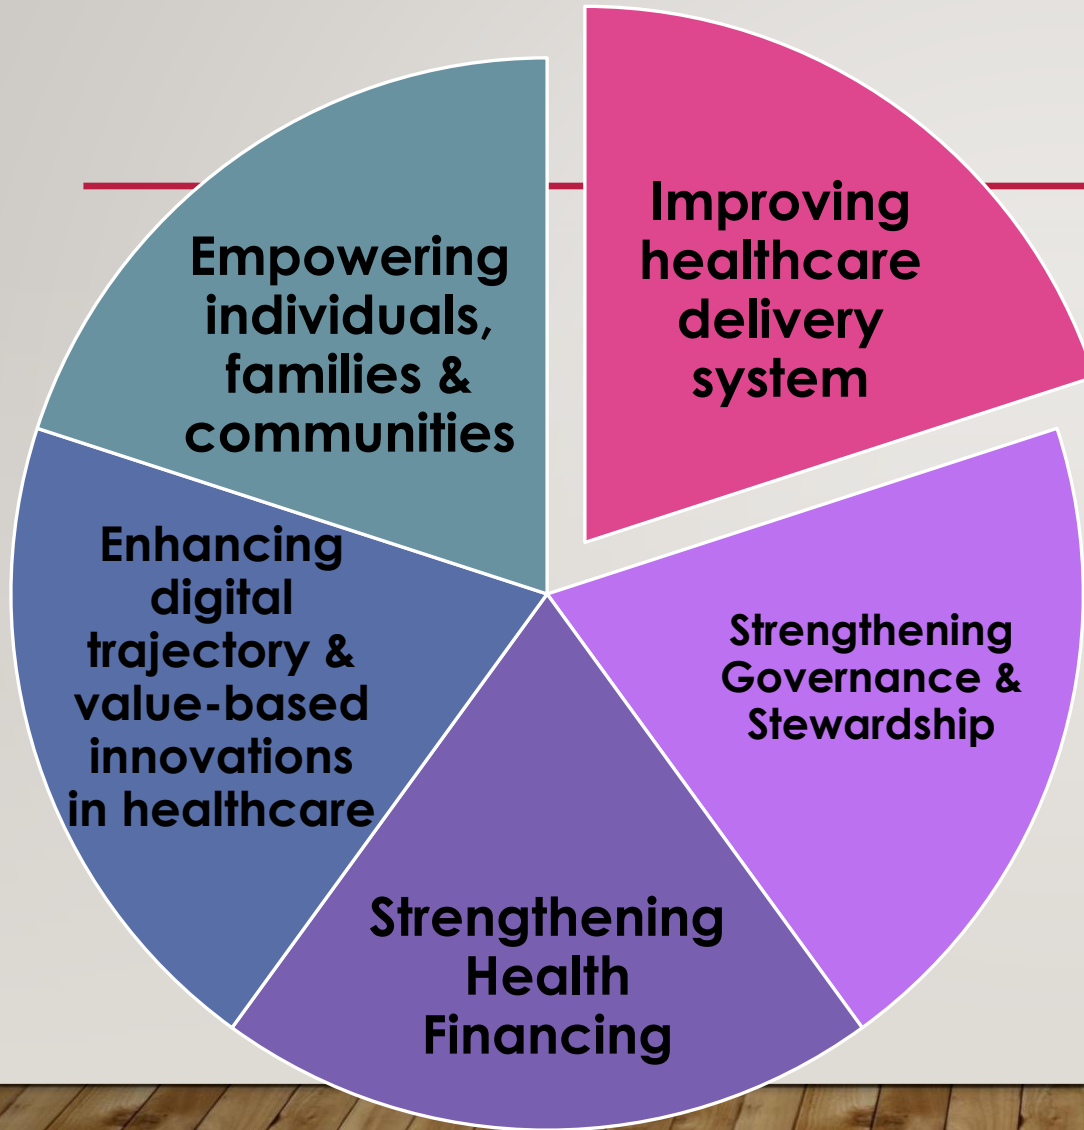 Improving
healthcare
delivery
system
Strengthening
Governance &
Stewardship
Strengthening
Health
Financing
Enhancing
digital
trajectory &
value-based
innovations
in healthcare
Empowering
individuals,
families &
communities